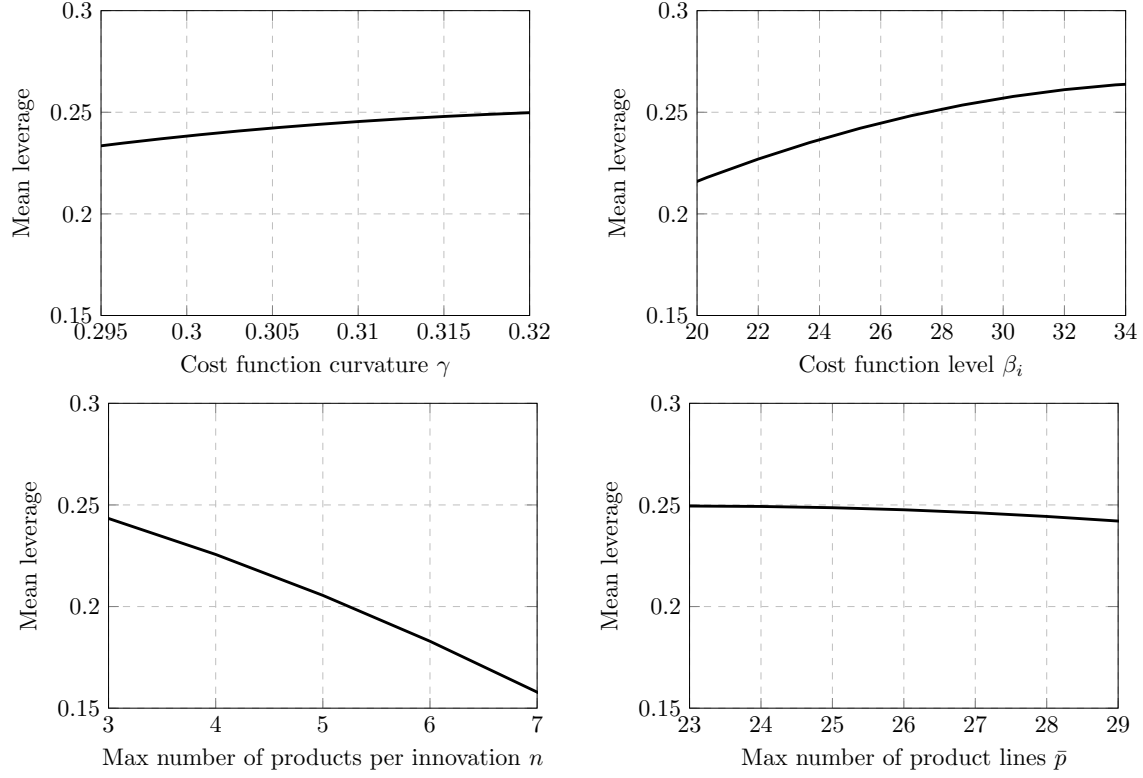 0.3
0.25
0.2
0.15
Mean leverage
0.295 0.3 0.305 0.31 0.315 0.32
Cost function curvature γ
0.3
0.25
0.2
0.15
Mean leverage
20 22 24 26 28 30 32 34
Cost function level βᵢ
0.3
0.25
0.2
0.15
Mean leverage
3 4 5 6 7
Max number of products per innovation n
0.3
0.25
0.2
0.15
Mean leverage
23 24 25 26 27 28 29
Max number of product lines p̄